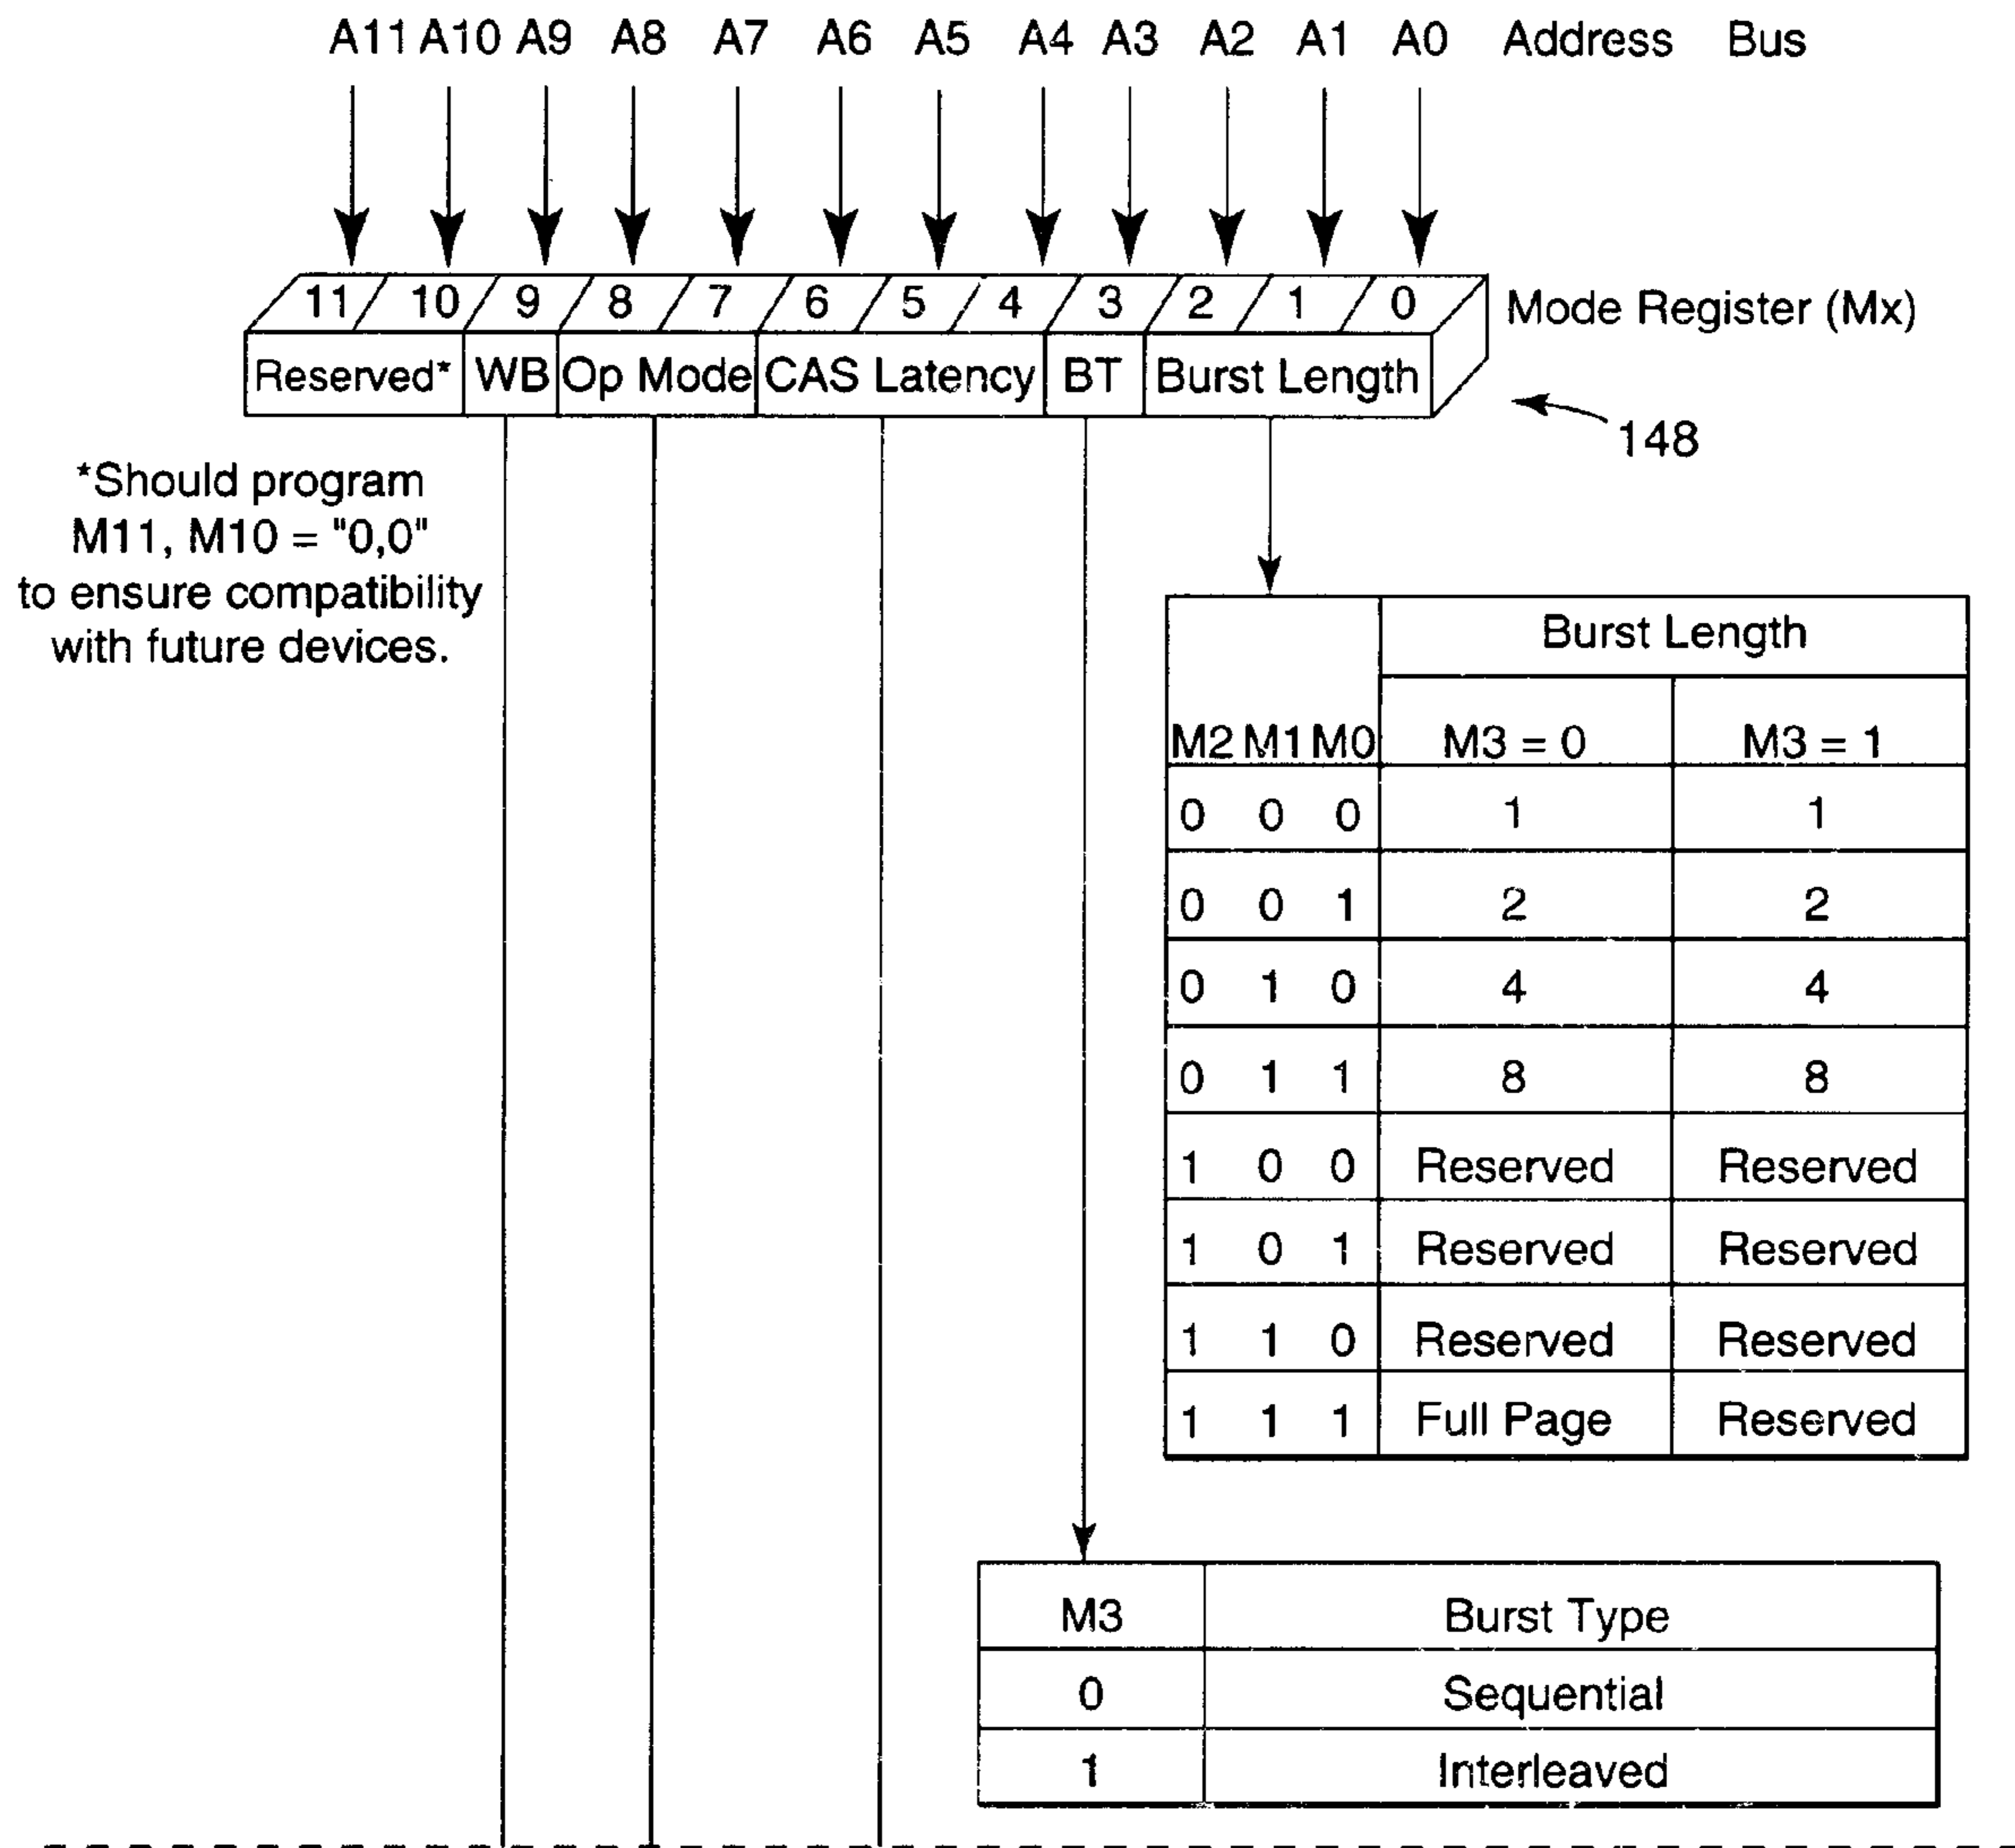 A11 A10 A9 A8 A7 A6 A5 A4 A3 A2 A1 A0 Address Bus
11 10 9 8 7 6 5 4 3 2 1 0 Mode Register (Mx)
Reserved* WB Op Mode CAS Latency BT Burst Length
148
*Should program
M11, M10 = "0,0"
to ensure compatibility
with future devices.
Burst Length
M2 M1 M0 M3 = 0 M3 = 1
0 0 0 1 1
0 0 1 2 2
0 1 0 4 4
0 1 1 8 8
1 0 0 Reserved Reserved
1 0 1 Reserved Reserved
1 1 0 Reserved Reserved
1 1 1 Full Page Reserved
M3 Burst Type
0 Sequential
1 Interleaved